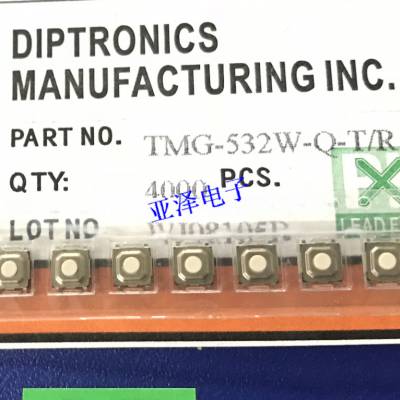 DIPTRONICS
MANUFACTURING INC.
PART NO. TMG-532W-Q-T/R
QTY: 4000 PCS.
亚泽电子
LOT NO